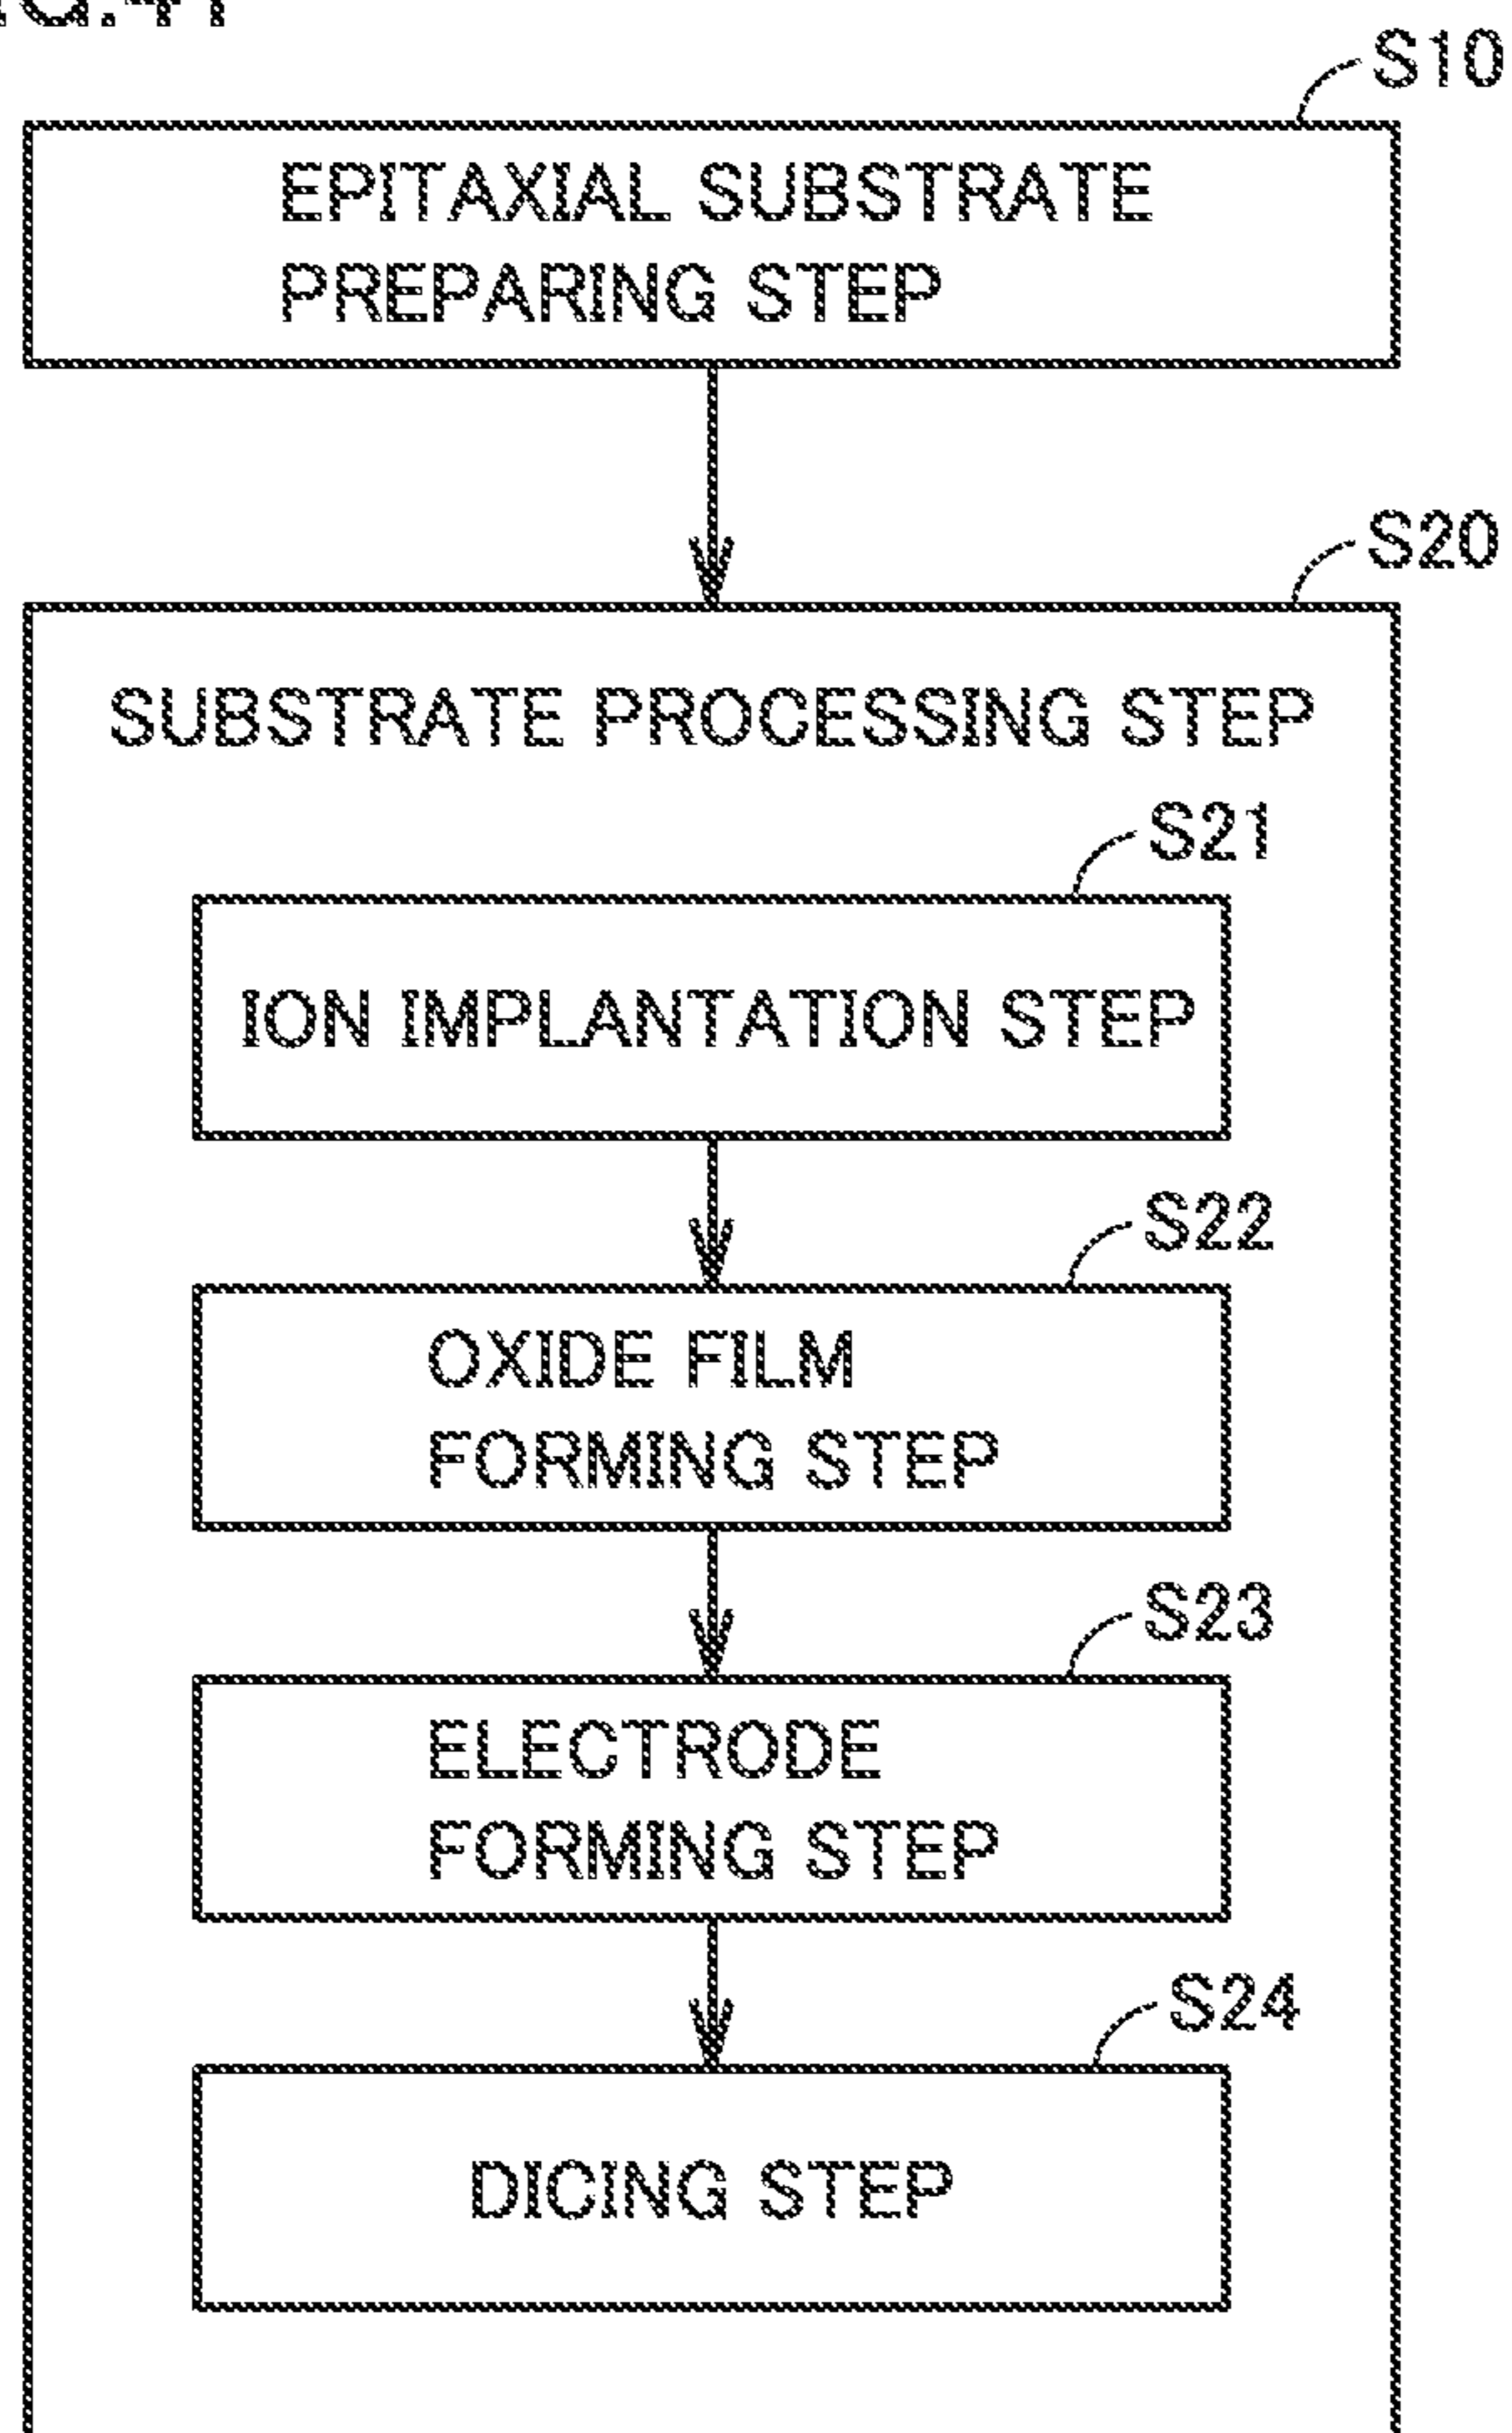 S10
EPITAXIAL SUBSTRATE
PREPARING STEP
S20
SUBSTRATE PROCESSING STEP
S21
ION IMPLANTATION STEP
S22
OXIDE FILM
FORMING STEP
S23
ELECTRODE
FORMING STEP
S24
DICING STEP